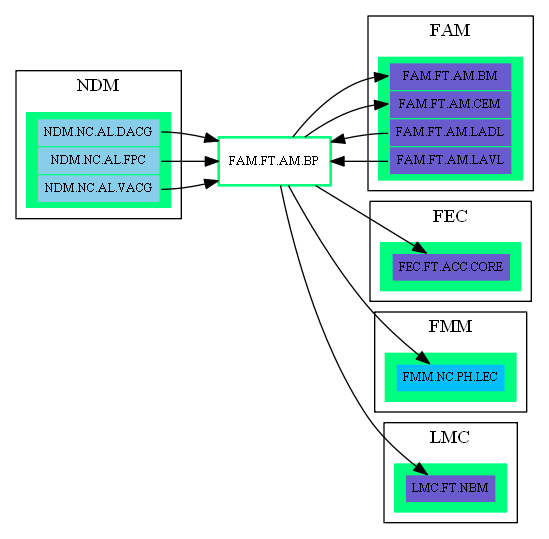 NDM
NDM.NC.AL.DACG
NDM.NC.AL.FPC
NDM.NC.AL.VACG
FAM.FT.AM.BP
FAM
FAM.FT.AM.BM
FAM.FT.AM.CEM
FAM.FT.AM.LADL
FAM.FT.AM.LAVL
FEC
FEC.FT.ACC.CORE
FMM
FMM.NC.PH.LEC
LMC
LMC.FT.NBM